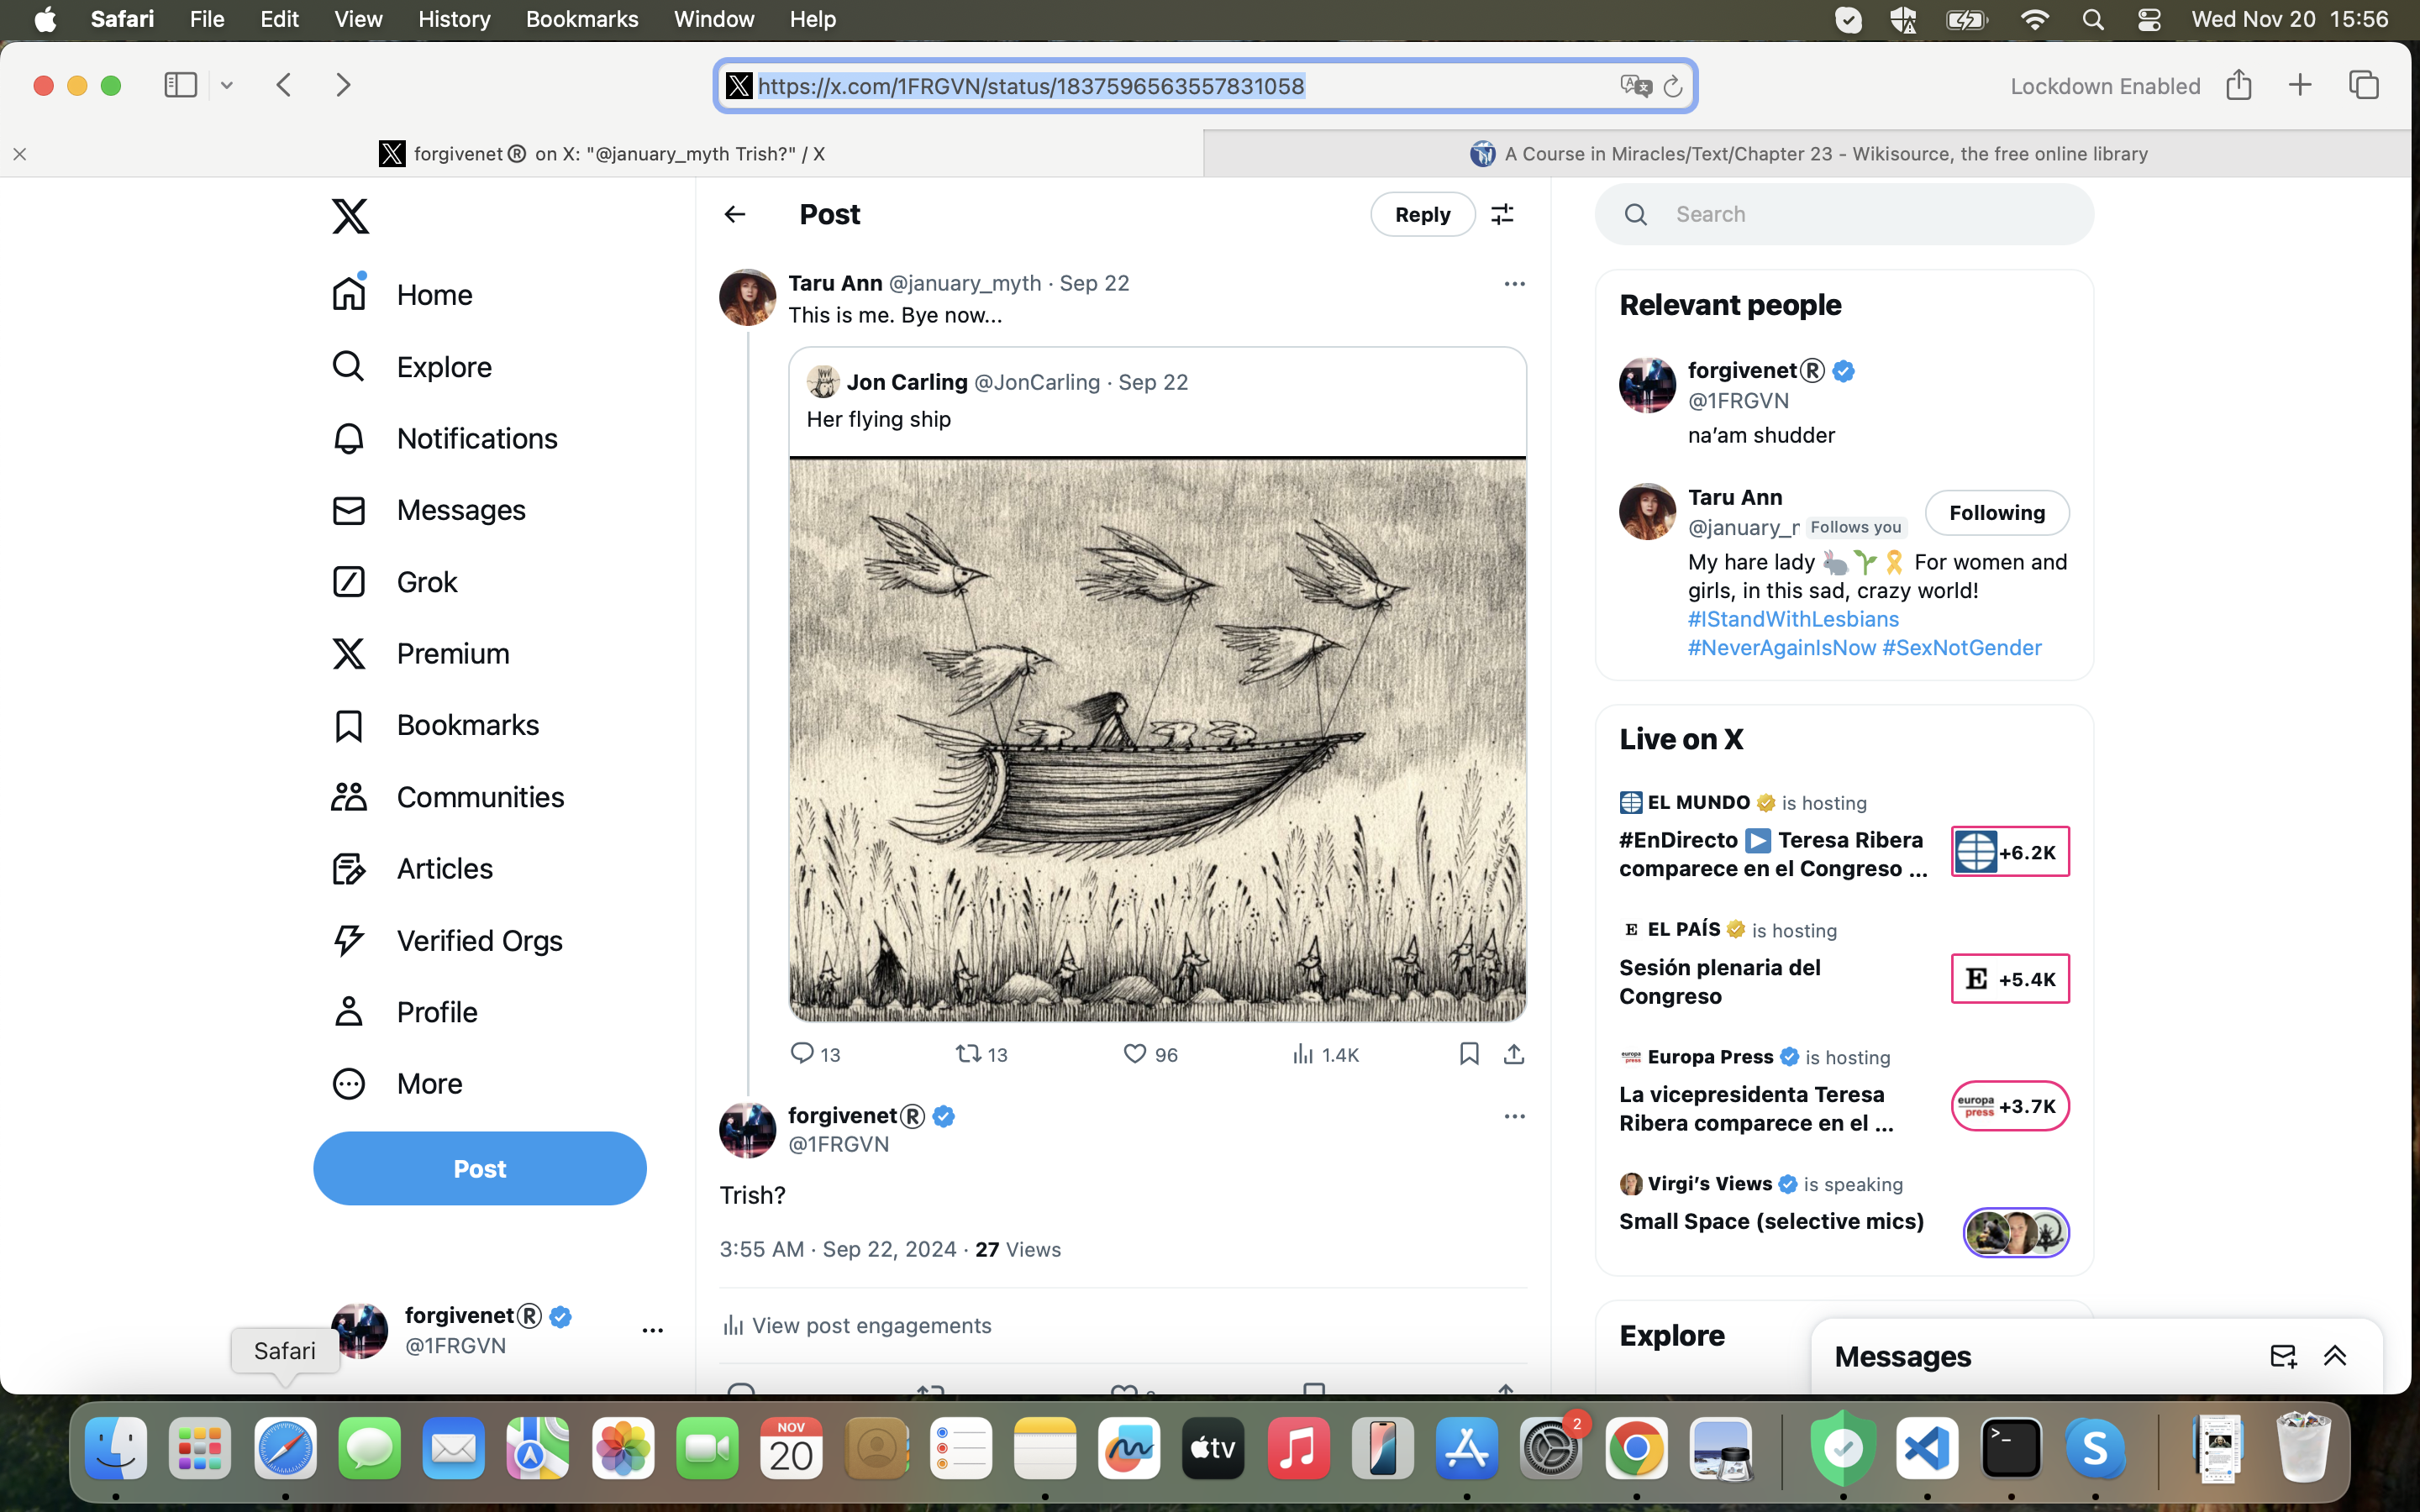 Safari File Edit View History Bookmarks Window Help
Wed Nov 20 15:56
https://x.com/1FRGVN/status/1837596563557831058
Lockdown Enabled
forgivenet® on X: "@january_myth Trish?" / X
A Course in Miracles/Text/Chapter 23 - Wikisource, the free online library
Home
Explore
Notifications
Messages
Grok
Premium
Bookmarks
Communities
Articles
Verified Orgs
Profile
More
Post
forgivenet®
@1FRGVN
Safari
Post
Reply
Taru Ann @january_myth · Sep 22
This is me. Bye now...
Jon Carling @JonCarling · Sep 22
Her flying ship
13
13
96
1.4K
forgivenet®
@1FRGVN
Trish?
3:55 AM · Sep 22, 2024 · 27 Views
View post engagements
Search
Relevant people
forgivenet®
@1FRGVN
na’am shudder
Taru Ann
@january_r Follows you
Following
My hare lady 🐇🌱🎗️ For women and
girls, in this sad, crazy world!
#IStandWithLesbians
#NeverAgainIsNow #SexNotGender
Live on X
EL MUNDO is hosting
#EnDirecto ▶️ Teresa Ribera
comparece en el Congreso ...
+6.2K
E EL PAÍS is hosting
Sesión plenaria del
Congreso
E +5.4K
europa press Europa Press is hosting
La vicepresidenta Teresa
Ribera comparece en el ...
europa press +3.7K
Virgi’s Views is speaking
Small Space (selective mics)
Explore
Messages
NOV
20
tv
2